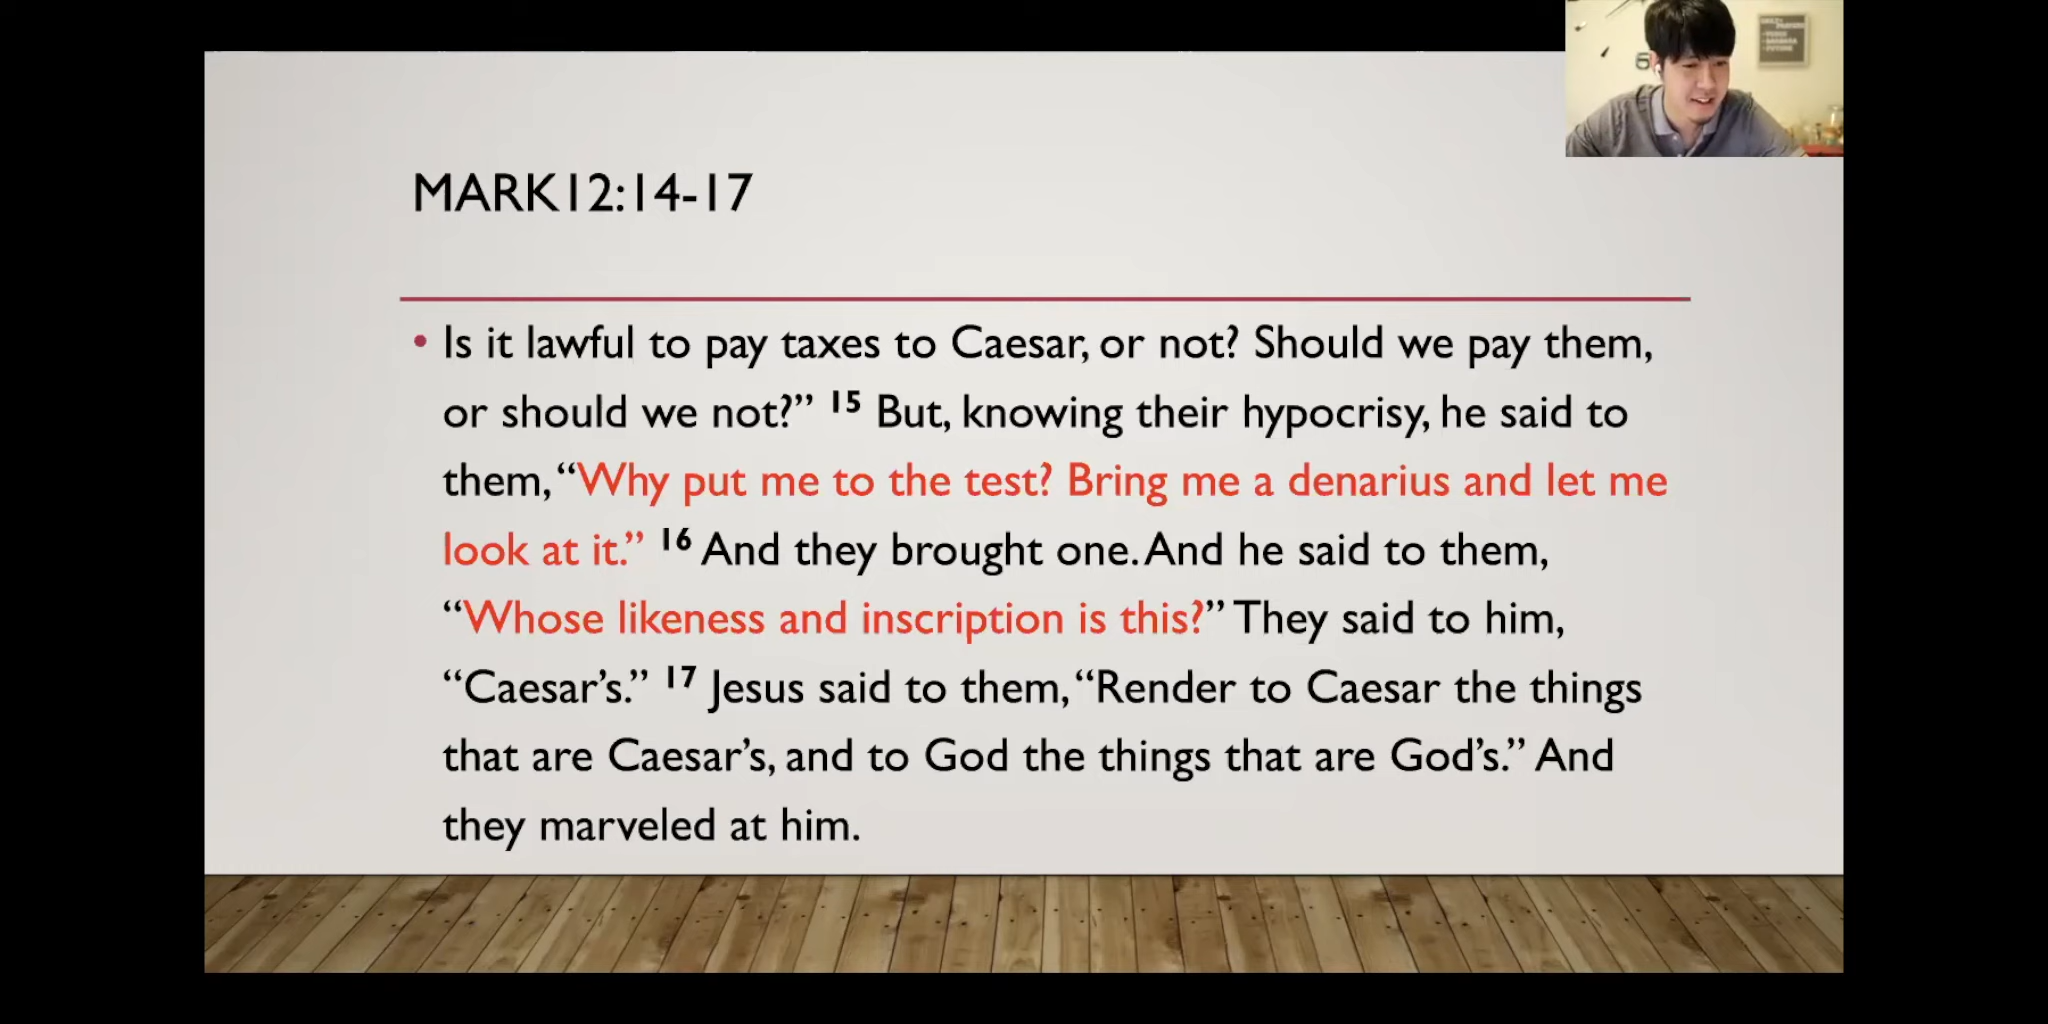 MARK12:14-17
• Is it lawful to pay taxes to Caesar, or not? Should we pay them,
or should we not?” 15 But, knowing their hypocrisy, he said to
them, “Why put me to the test? Bring me a denarius and let me
look at it.” 16 And they brought one. And he said to them,
“Whose likeness and inscription is this?” They said to him,
“Caesar’s.” 17 Jesus said to them, “Render to Caesar the things
that are Caesar’s, and to God the things that are God’s.” And
they marveled at him.